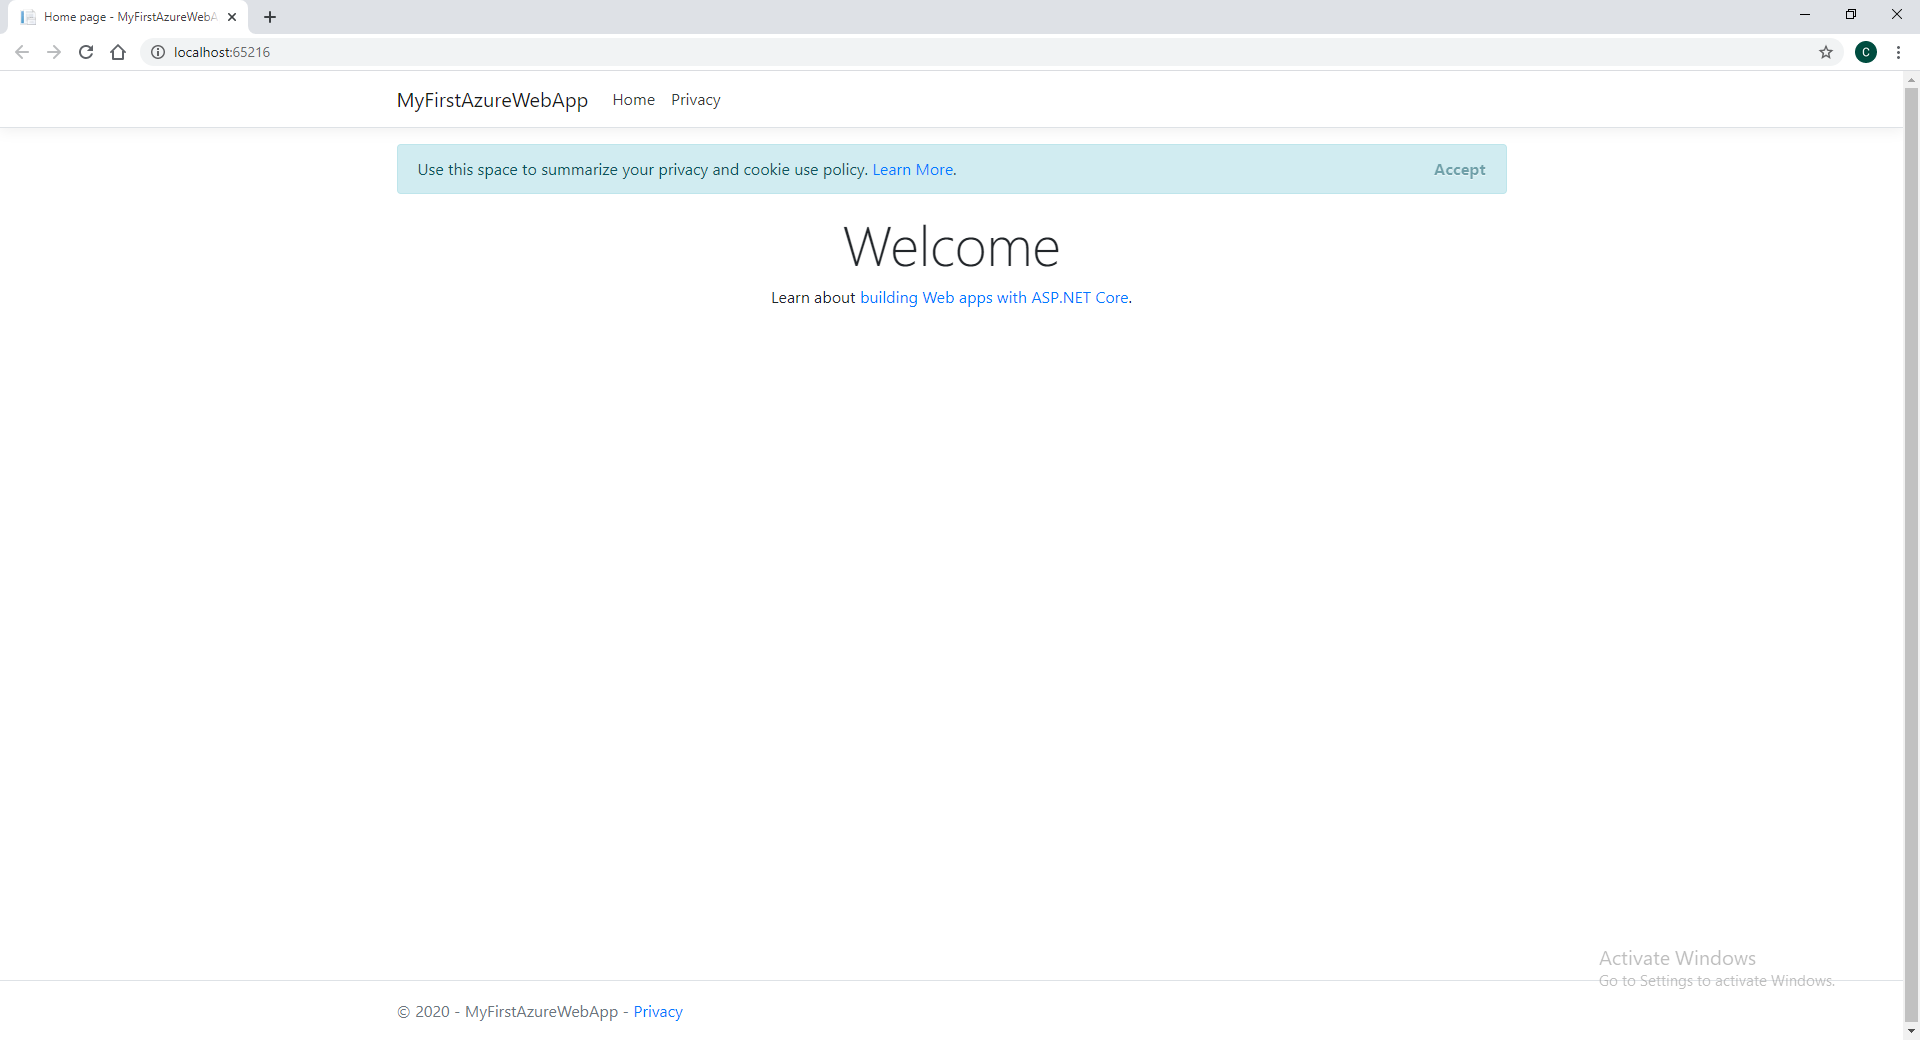 Home page - MyFirstAzureWebA
localhost:65216
C
MyFirstAzureWebApp Home Privacy
Use this space to summarize your privacy and cookie use policy. Learn More. Accept
Welcome
Learn about building Web apps with ASP.NET Core.
Activate Windows
Go to Settings to activate Windows.
© 2020 - MyFirstAzureWebApp - Privacy